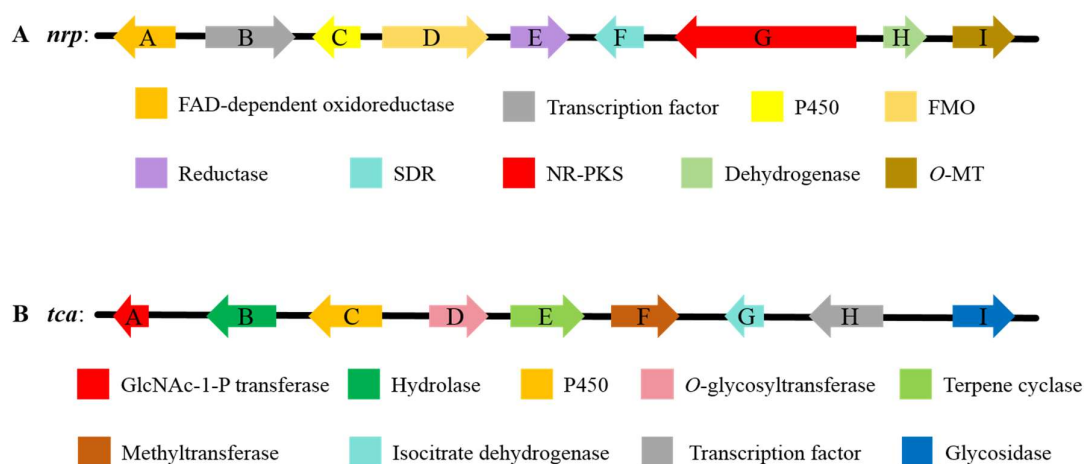 A nrp: A B C D E F G H I
FAD-dependent oxidoreductase Transcription factor P450 FMO
Reductase SDR NR-PKS Dehydrogenase O-MT
B tca: A B C D E F G H I
GlcNAc-1-P transferase Hydrolase P450 O-glycosyltransferase Terpene cyclase
Methyltransferase Isocitrate dehydrogenase Transcription factor Glycosidase